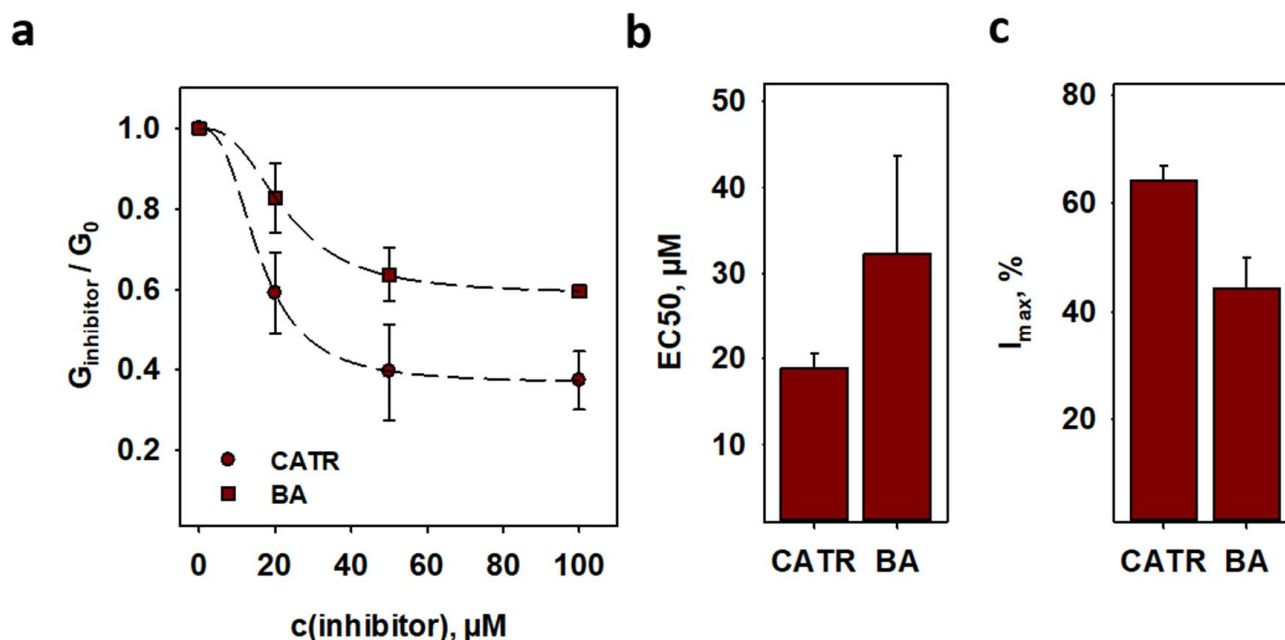 a
G_inhibitor / G_0
1.0
0.8
0.6
0.4
0.2
CATR
BA
0 20 40 60 80 100
c(inhibitor), µM
b
EC50, µM
50
40
30
20
10
CATR BA
c
I_max, %
80
60
40
20
CATR BA